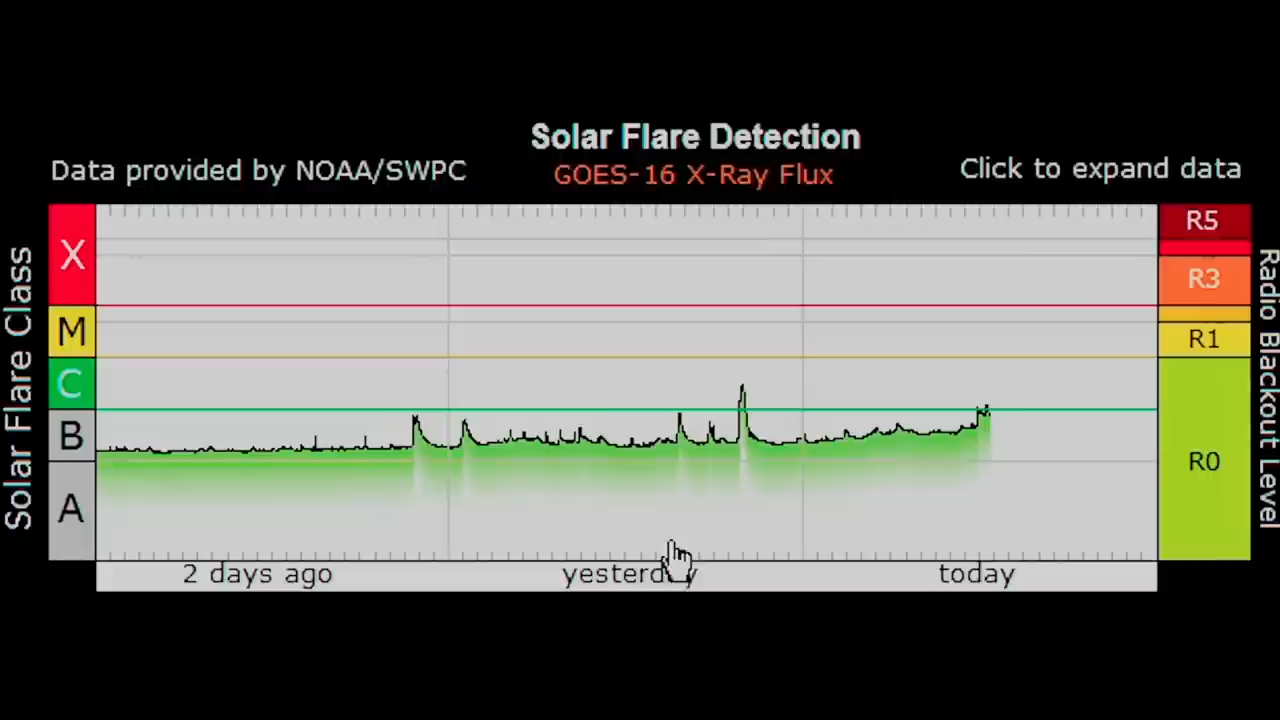 Solar Flare Detection
Data provided by NOAA/SWPC
GOES-16 X-Ray Flux
Click to expand data
Solar Flare Class
X
M
C
B
A
R5
R3
R1
R0
Radio Blackout Level
2 days ago
yesterday
today